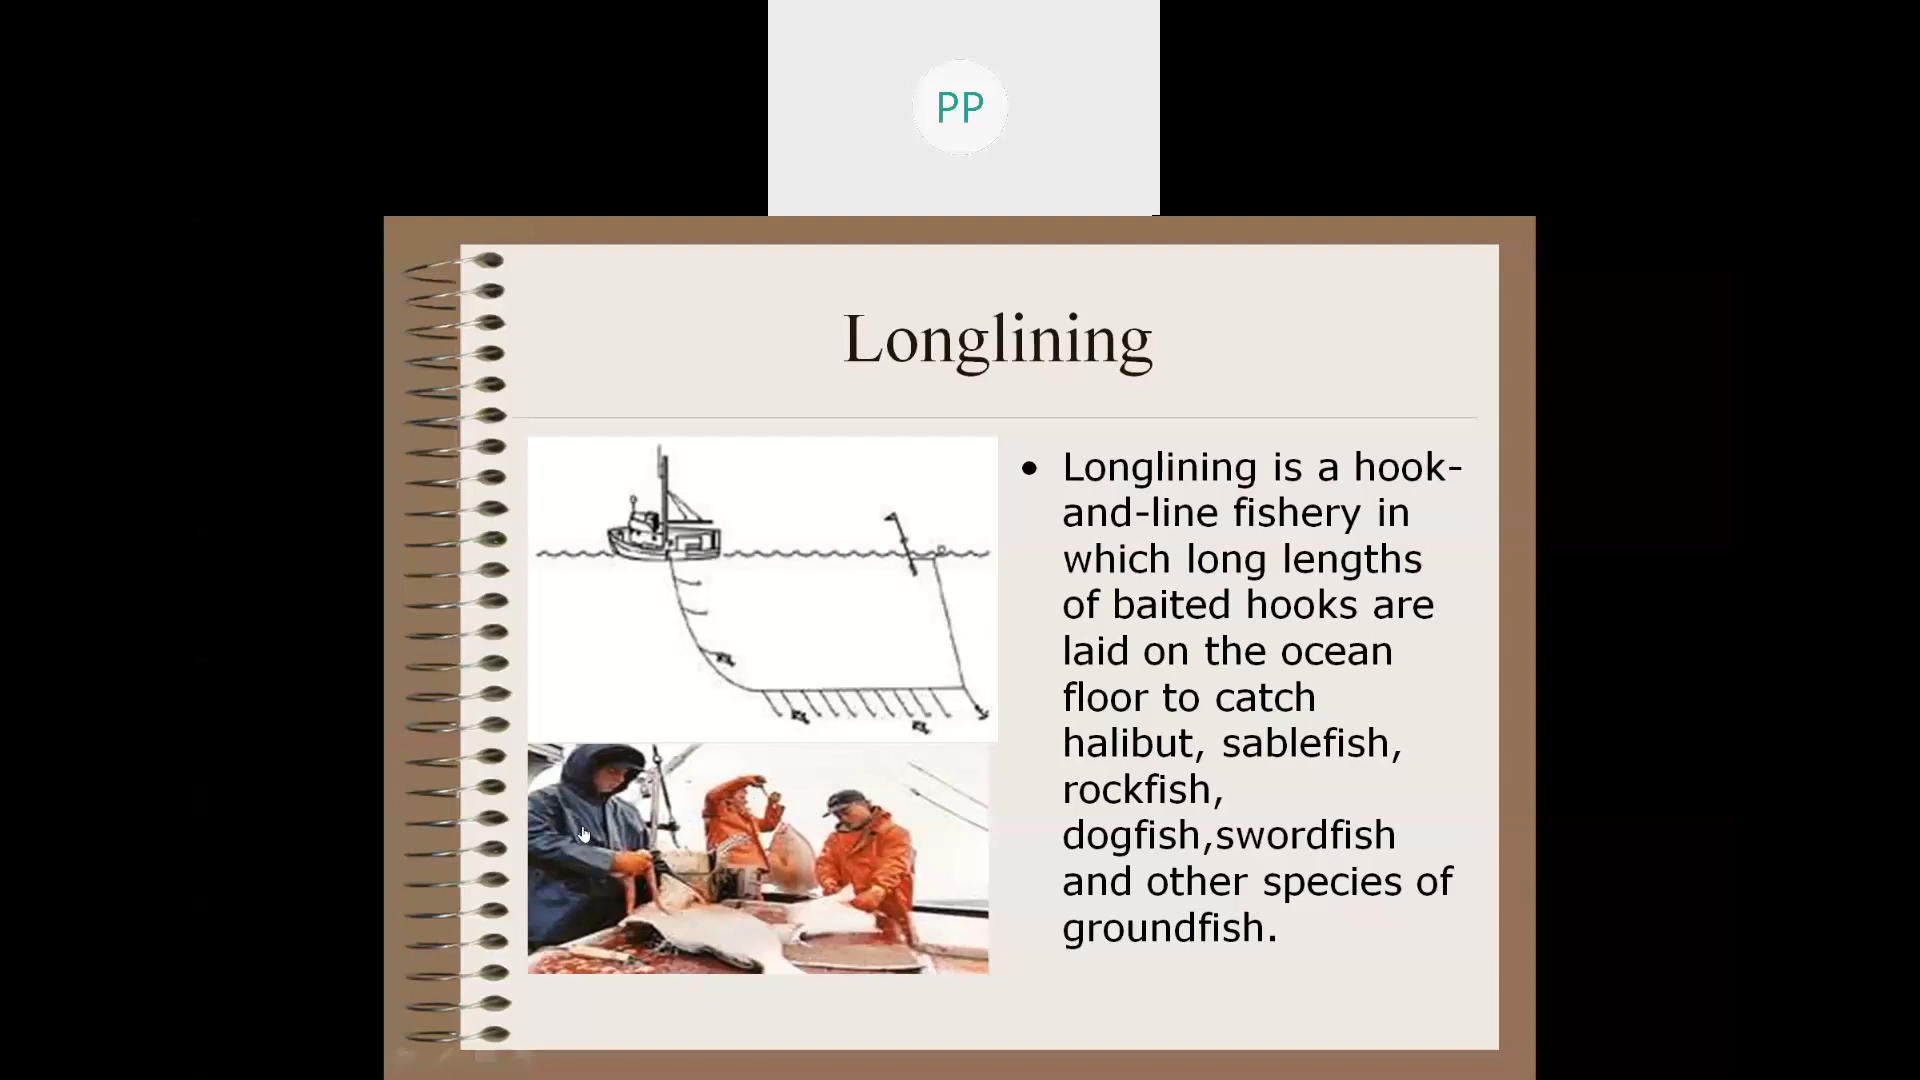 PP
Longlining
• Longlining is a hook-
and-line fishery in
which long lengths
of baited hooks are
laid on the ocean
floor to catch
halibut, sablefish,
rockfish,
dogfish,swordfish
and other species of
groundfish.